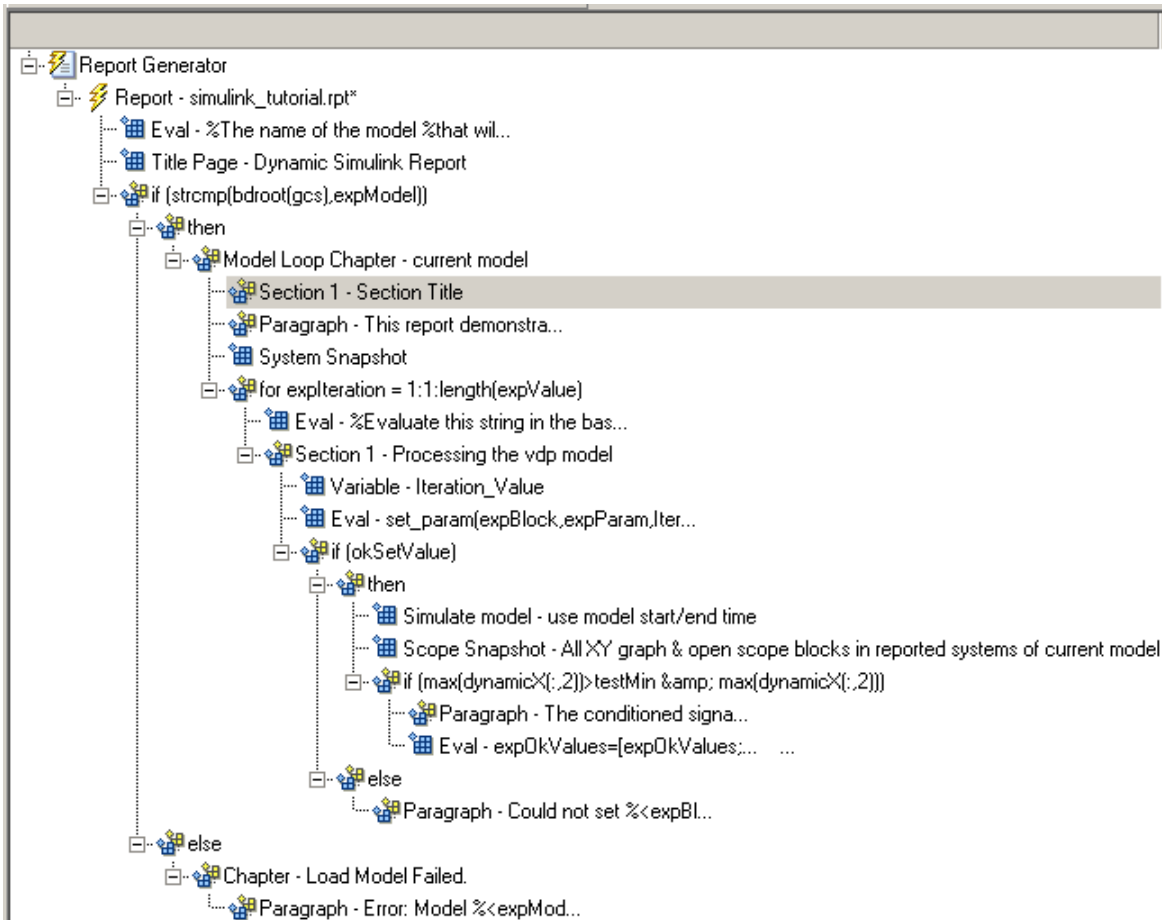 Report Generator
Report - simulink_tutorial.rpt*
Eval - %The name of the model %that wil...
Title Page - Dynamic Simulink Report
if (strcmp(bdroot(gcs),expModel))
then
Model Loop Chapter - current model
Section 1 - Section Title
Paragraph - This report demonstra...
System Snapshot
for expIteration = 1:1:length(expValue)
Eval - %Evaluate this string in the bas...
Section 1 - Processing the vdp model
Variable - Iteration_Value
Eval - set_param(expBlock,expParam,Iter...
if (okSetValue)
then
Simulate model - use model start/end time
Scope Snapshot - All XY graph & open scope blocks in reported systems of current model
if (max(dynamicX(:,2))>testMin &amp; max(dynamicX(:,2)))
Paragraph - The conditioned signa...
Eval - expOkValues=[expOkValues;... ...
else
Paragraph - Could not set %<expBl...
else
Chapter - Load Model Failed.
Paragraph - Error: Model %<expMod...